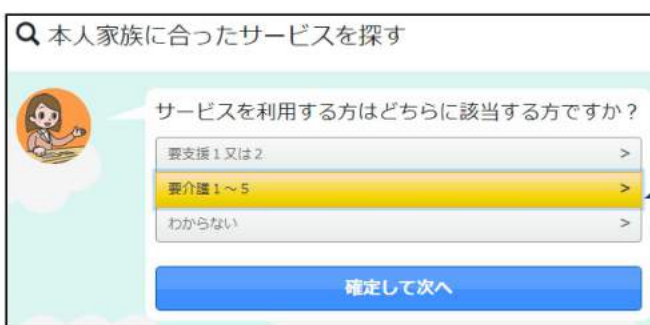 本人家族に合ったサービスを探す
サービスを利用する方はどちらに該当する方ですか？
要支援１又は２ >
要介護１～５ >
わからない >
確定して次へ